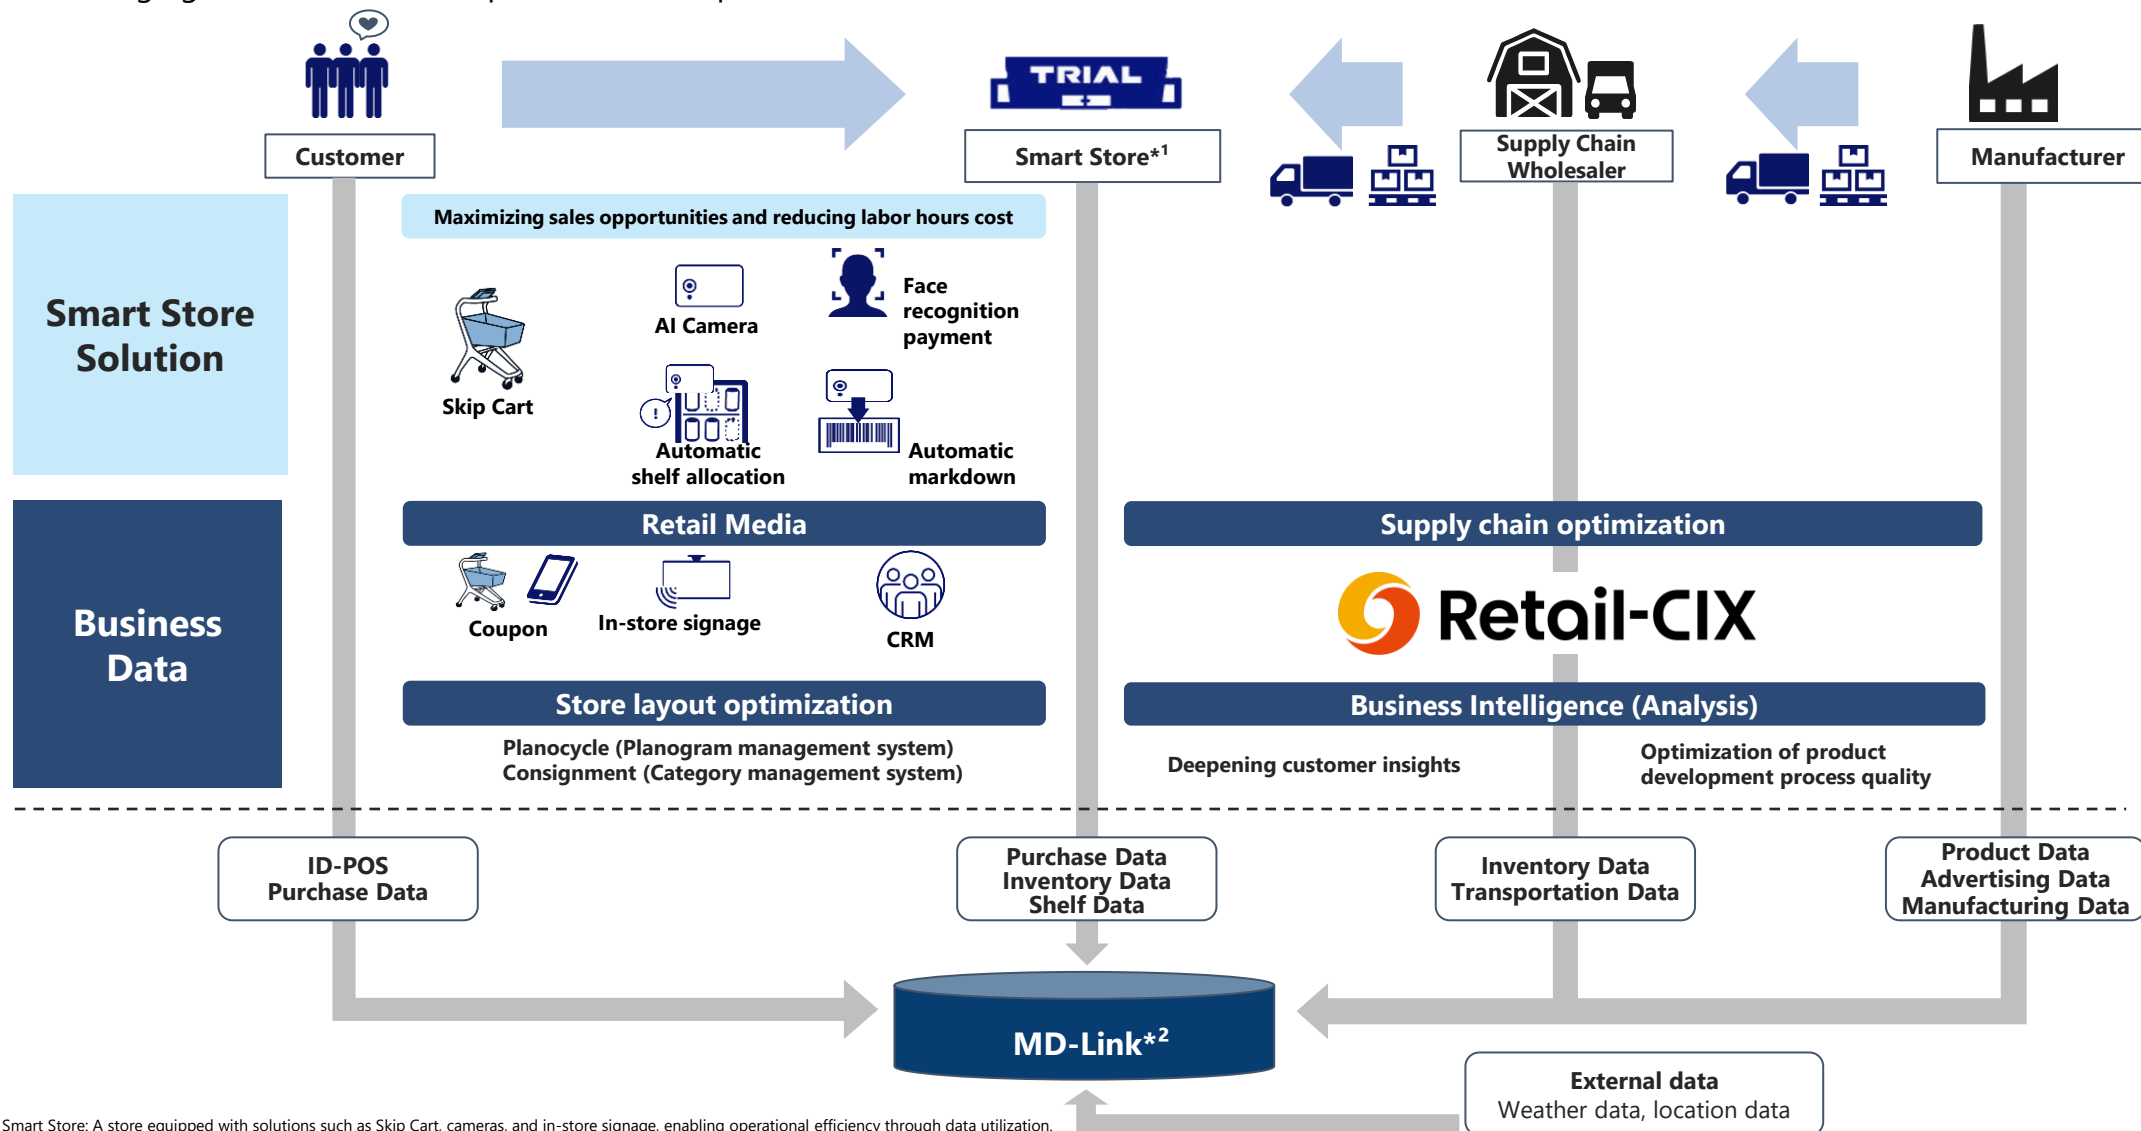 TRIAL
Customer
Smart Store*1
Supply Chain
Wholesaler
Manufacturer
Maximizing sales opportunities and reducing labor hours cost
Smart Store
Solution
Skip Cart
AI Camera
Face
recognition
payment
Automatic
shelf allocation
Automatic
markdown
Business
Data
Retail Media
Coupon
In-store signage
CRM
Supply chain optimization
Retail-CIX
Store layout optimization
Planocycle (Planogram management system)
Consignment (Category management system)
Business Intelligence (Analysis)
Deepening customer insights
Optimization of product
development process quality
ID-POS
Purchase Data
Purchase Data
Inventory Data
Shelf Data
Inventory Data
Transportation Data
Product Data
Advertising Data
Manufacturing Data
MD-Link*2
External data
Weather data, location data
Smart Store: A store equipped with solutions such as Skip Cart, cameras, and in-store signage, enabling operational efficiency through data utilization.